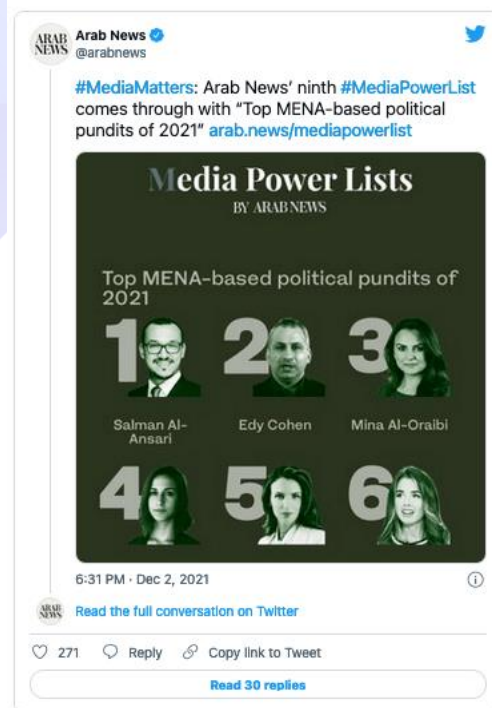 ARAB
NEWS
Arab News
@arabnews
#MediaMatters: Arab News’ ninth #MediaPowerList
comes through with “Top MENA-based political
pundits of 2021” arab.news/mediapowerlist
Media Power Lists
BY ARAB NEWS
Top MENA-based political pundits of
2021
1 2 3
Salman Al-
Ansari
Edy Cohen
Mina Al-Oraibi
4 5 6
6:31 PM · Dec 2, 2021
ARAB
NEWS
Read the full conversation on Twitter
271 Reply Copy link to Tweet
Read 30 replies